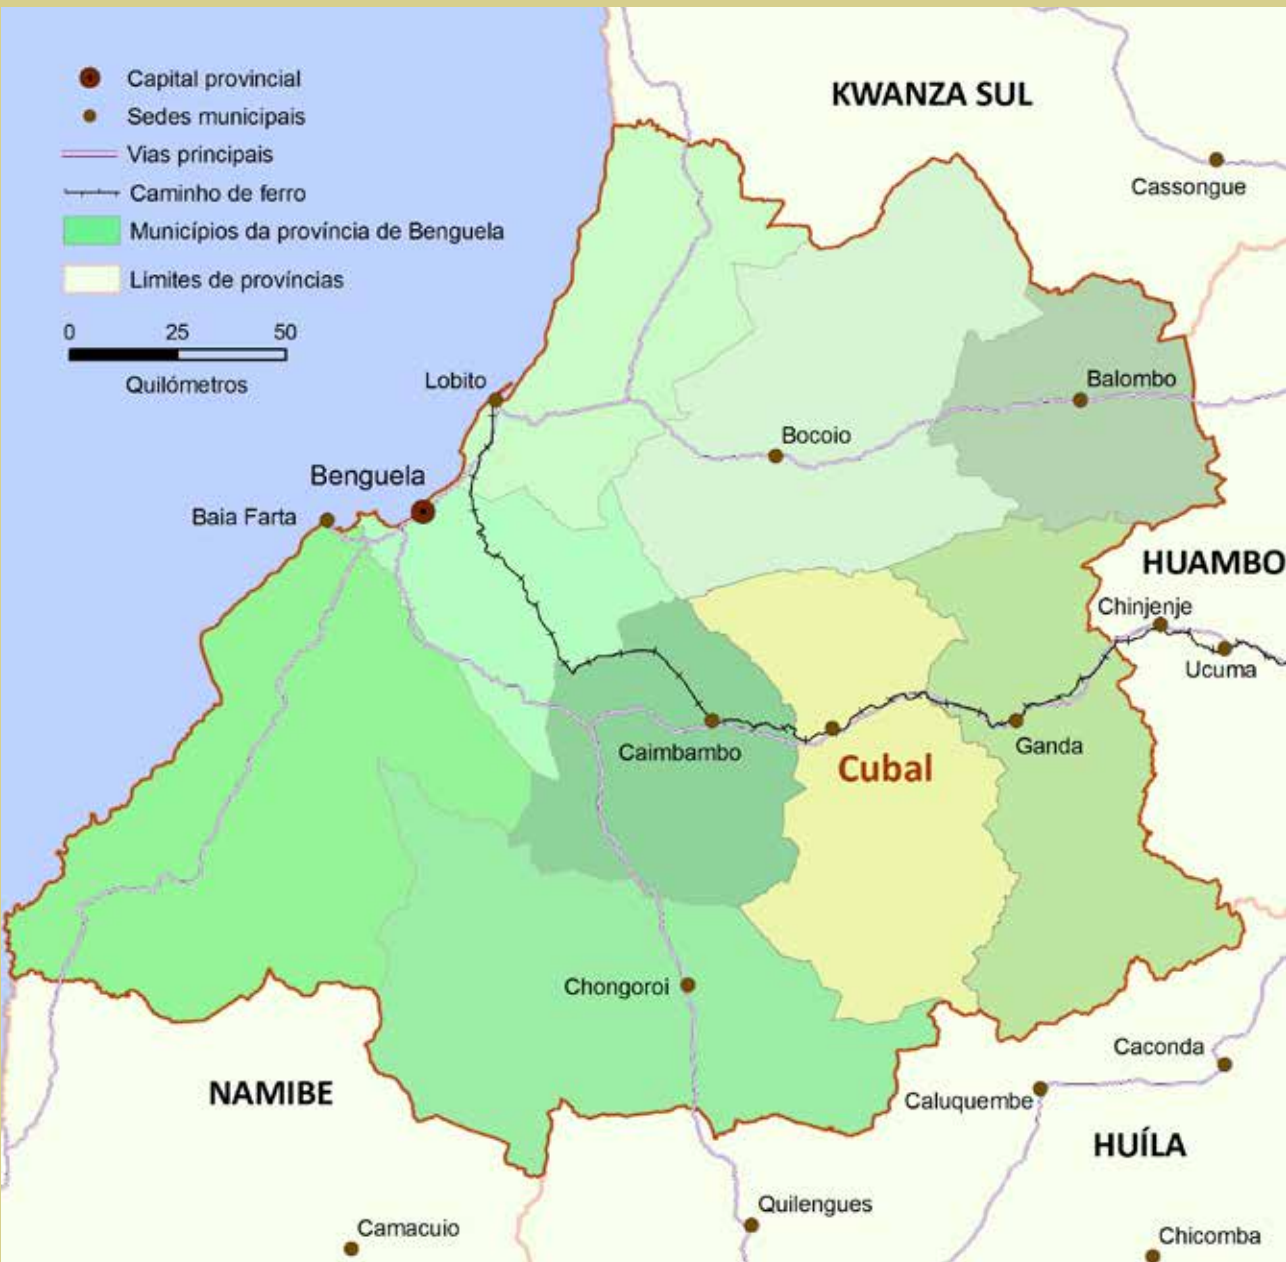 Capital provincial
Sedes municipais
Vias principais
Caminho de ferro
Municípios da província de Benguela
Limites de províncias
0 25 50
Quilómetros
KWANZA SUL
Cassongue
Lobito
Balombo
Bocoio
Benguela
Baia Farta
HUAMBO
Chinjenje
Ucuma
Caimbambo
Cubal
Ganda
Chongoroi
Caconda
NAMIBE
Caluquembe
HUÍLA
Quilengues
Camacuio
Chicomba